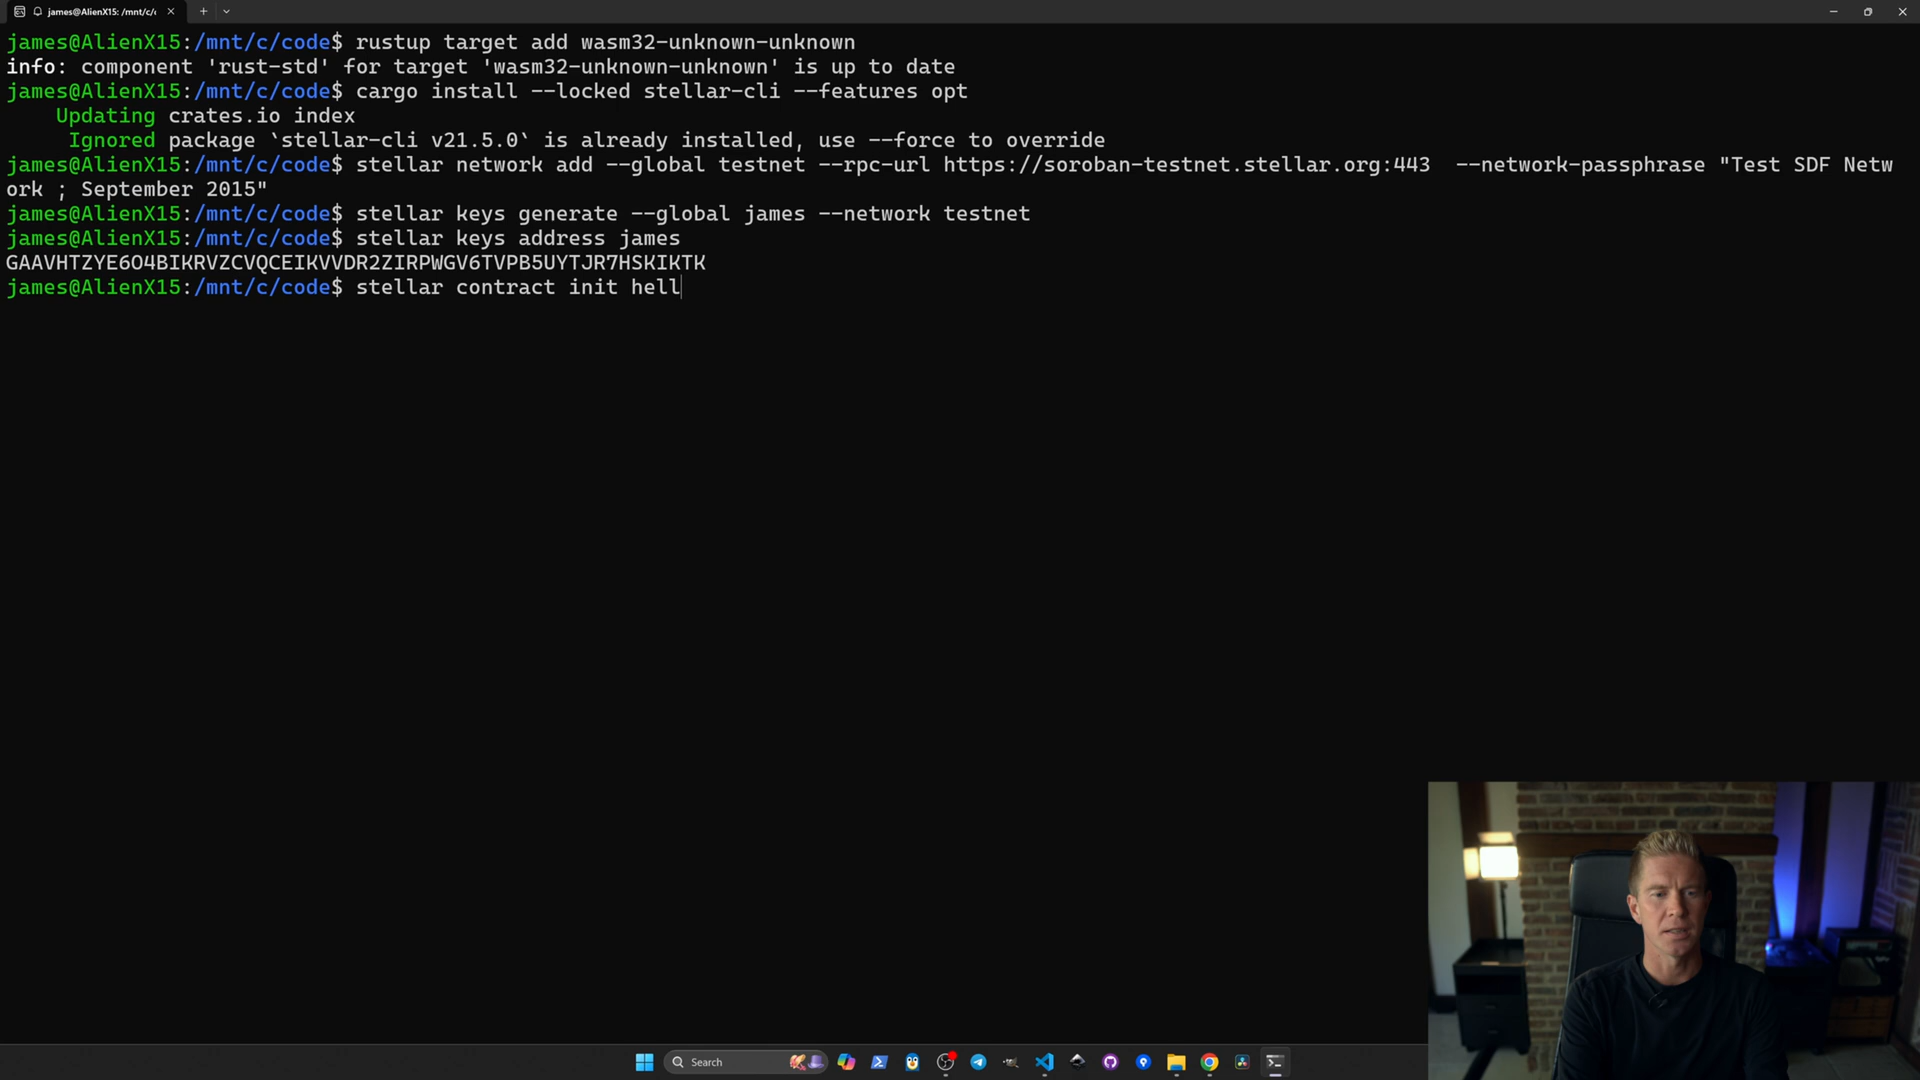 james@AlienX15: /mnt/c/c
james@AlienX15:/mnt/c/code$ rustup target add wasm32-unknown-unknown
info: component 'rust-std' for target 'wasm32-unknown-unknown' is up to date
james@AlienX15:/mnt/c/code$ cargo install --locked stellar-cli --features opt
Updating crates.io index
Ignored package `stellar-cli v21.5.0` is already installed, use --force to override
james@AlienX15:/mnt/c/code$ stellar network add --global testnet --rpc-url https://soroban-testnet.stellar.org:443  --network-passphrase "Test SDF Netw
ork ; September 2015"
james@AlienX15:/mnt/c/code$ stellar keys generate --global james --network testnet
james@AlienX15:/mnt/c/code$ stellar keys address james
GAAVHTZYE6O4BIKRVZCVQCEIKVVDR2ZIRPWGV6TVPB5UYTJR7HSKIKTK
james@AlienX15:/mnt/c/code$ stellar contract init hell
Search